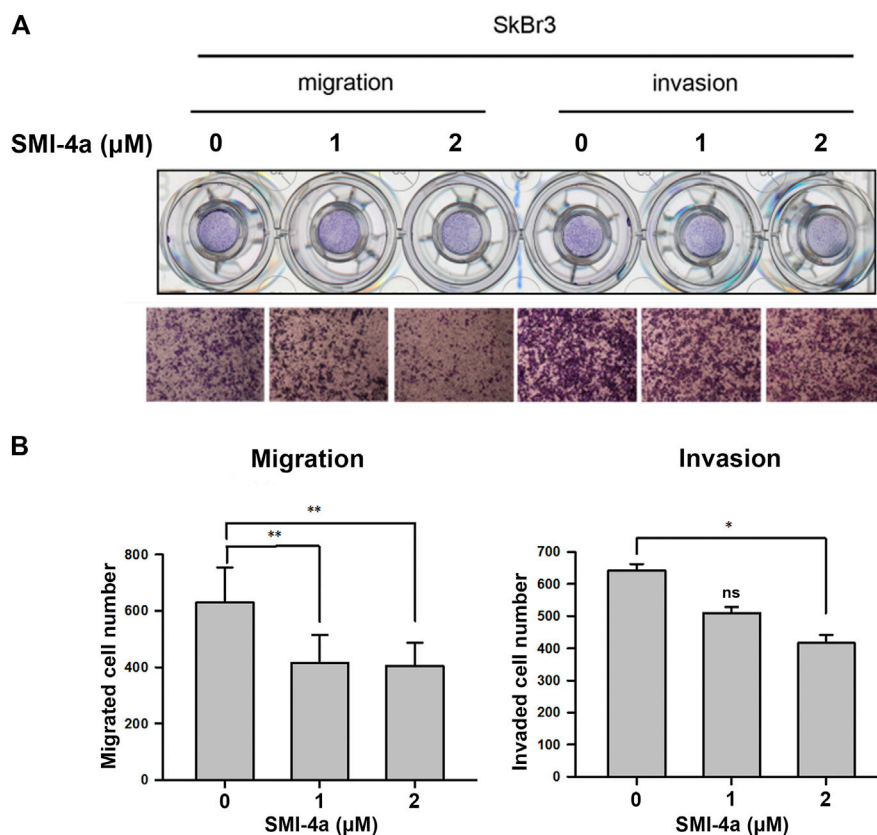 A
SkBr3
migration invasion
SMI-4a (µM) 0 1 2 0 1 2
B
Migration
Migrated cell number
800
600
400
200
0
** **
0 1 2
SMI-4a (µM)
Invasion
Invaded cell number
700
600
500
400
300
200
100
0
*
ns
0 1 2
SMI-4a (µM)